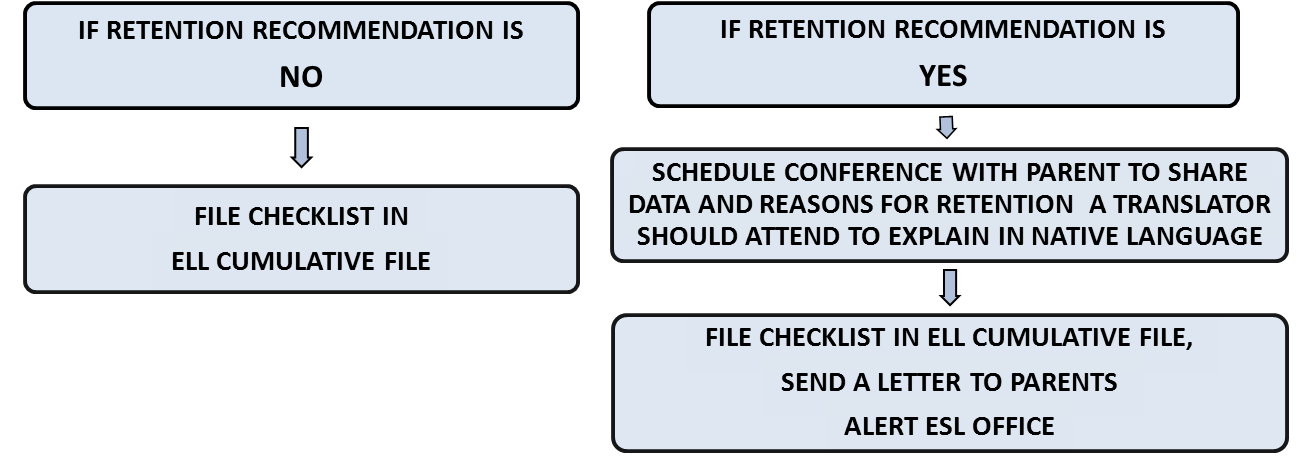 IF RETENTION RECOMMENDATION IS
NO
FILE CHECKLIST IN
ELL CUMULATIVE FILE
IF RETENTION RECOMMENDATION IS
YES
SCHEDULE CONFERENCE WITH PARENT TO SHARE
DATA AND REASONS FOR RETENTION A TRANSLATOR
SHOULD ATTEND TO EXPLAIN IN NATIVE LANGUAGE
FILE CHECKLIST IN ELL CUMULATIVE FILE,
SEND A LETTER TO PARENTS
ALERT ESL OFFICE